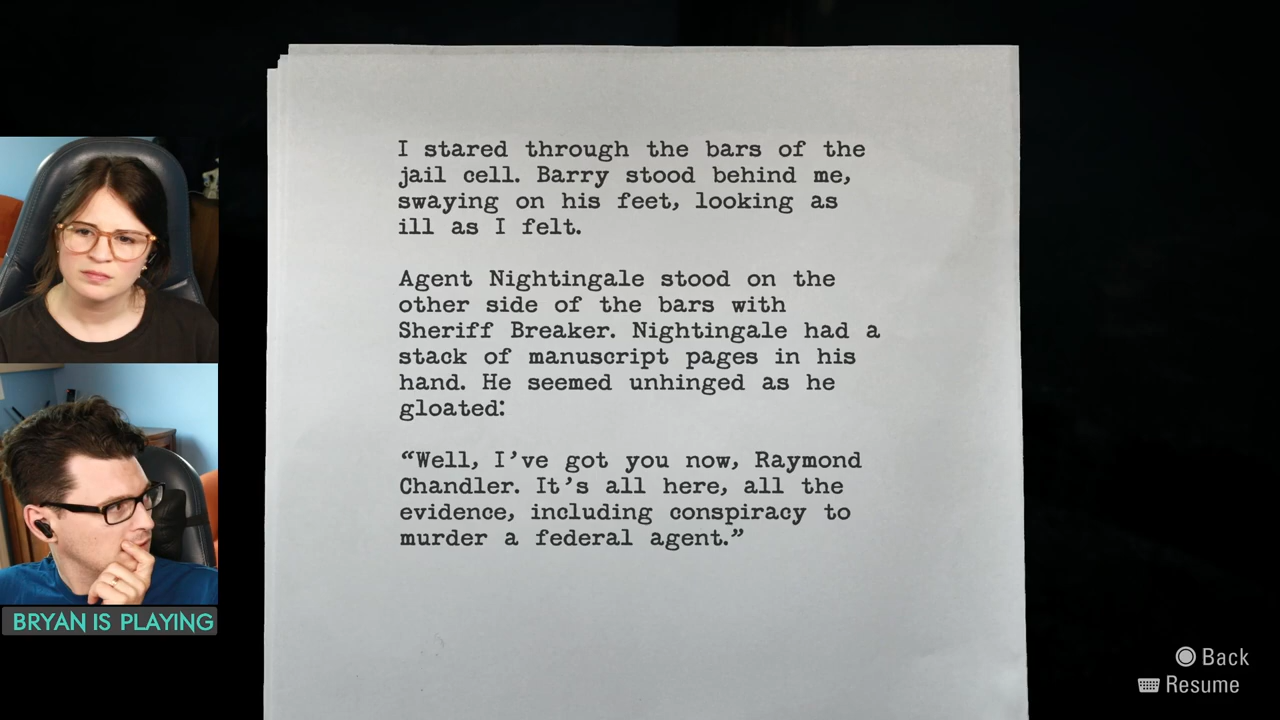 I stared through the bars of the
jail cell. Barry stood behind me,
swaying on his feet, looking as
ill as I felt.
Agent Nightingale stood on the
other side of the bars with
Sheriff Breaker. Nightingale had a
stack of manuscript pages in his
hand. He seemed unhinged as he
gloated:
“Well, I’ve got you now, Raymond
Chandler. It’s all here, all the
evidence, including conspiracy to
murder a federal agent.”
BRYAN IS PLAYING
Back
Resume